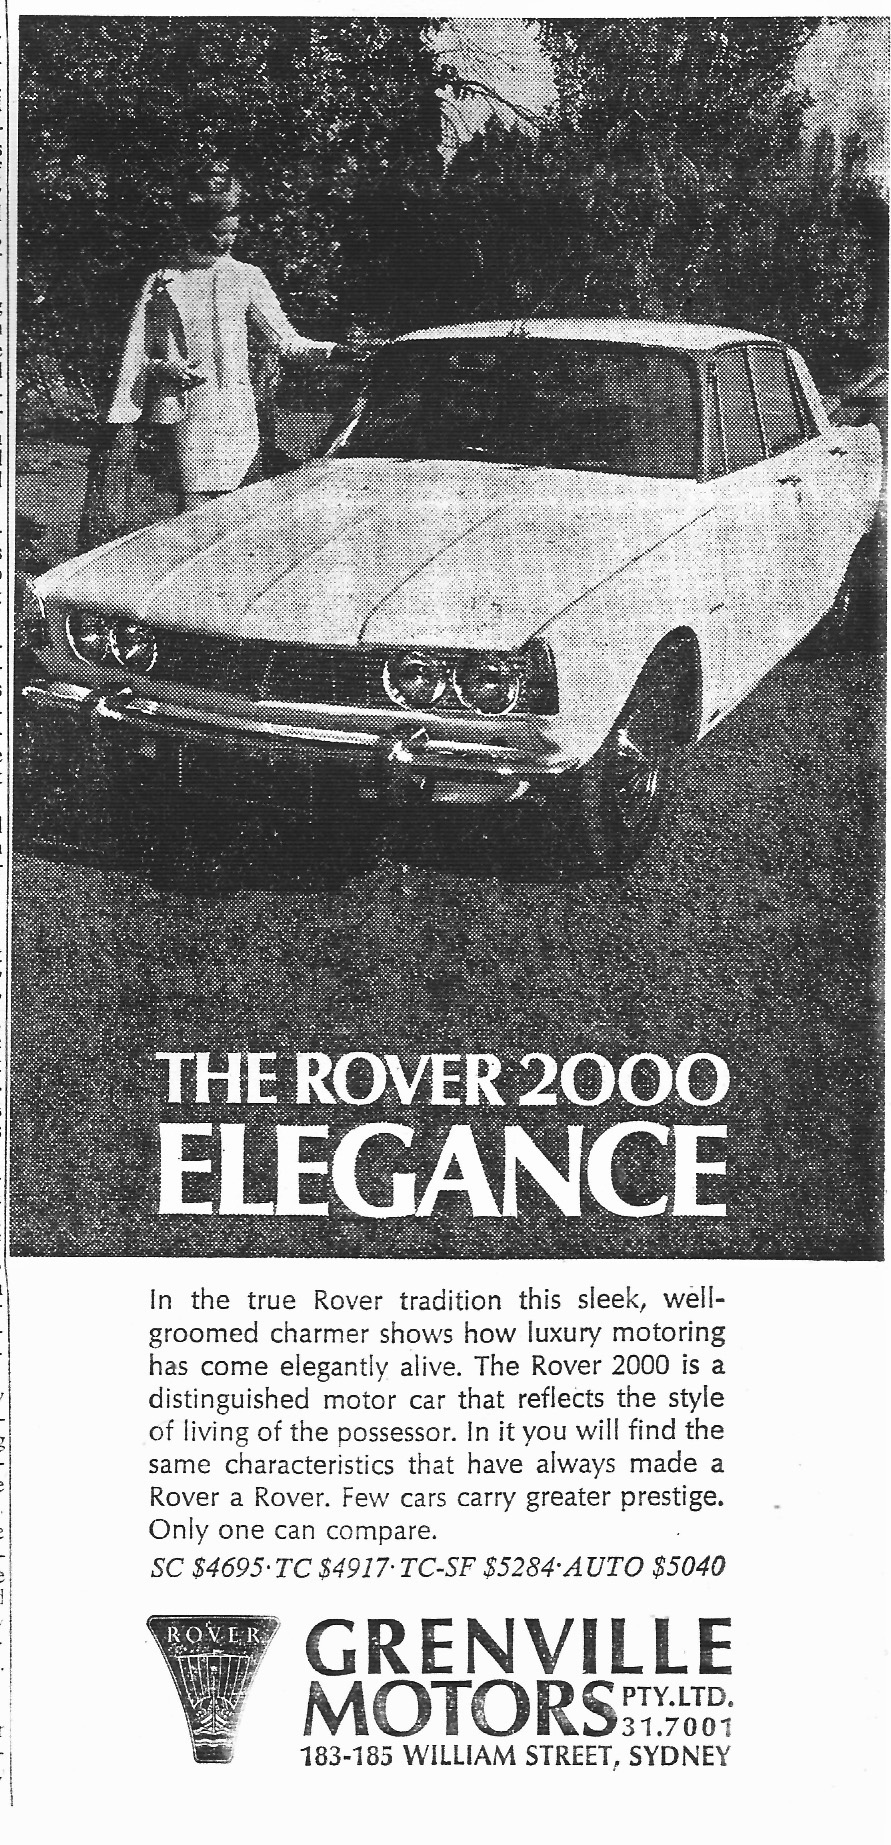 THE ROVER 2000
ELEGANCE
In the true Rover tradition this sleek, well-
groomed charmer shows how luxury motoring
has come elegantly alive. The Rover 2000 is a
distinguished motor car that reflects the style
of living of the possessor. In it you will find the
same characteristics that have always made a
Rover a Rover. Few cars carry greater prestige.
Only one can compare.
SC $4695·TC $4917·TC-SF $5284·AUTO $5040
ROVER
GRENVILLE
MOTORS PTY.LTD.
31.7001
183-185 WILLIAM STREET, SYDNEY